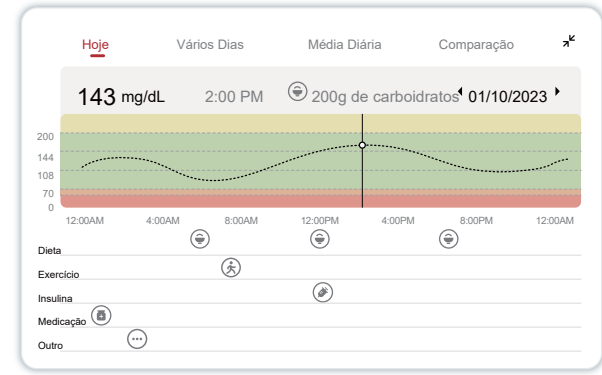 Hoje Vários Dias Média Diária Comparação
143 mg/dL 2:00 PM 200g de carboidratos 01/10/2023
200
144
108
70
0
12:00AM 4:00AM 8:00AM 12:00PM 4:00PM 8:00PM 12:00AM
Dieta
Exercício
Insulina
Medicação
Outro